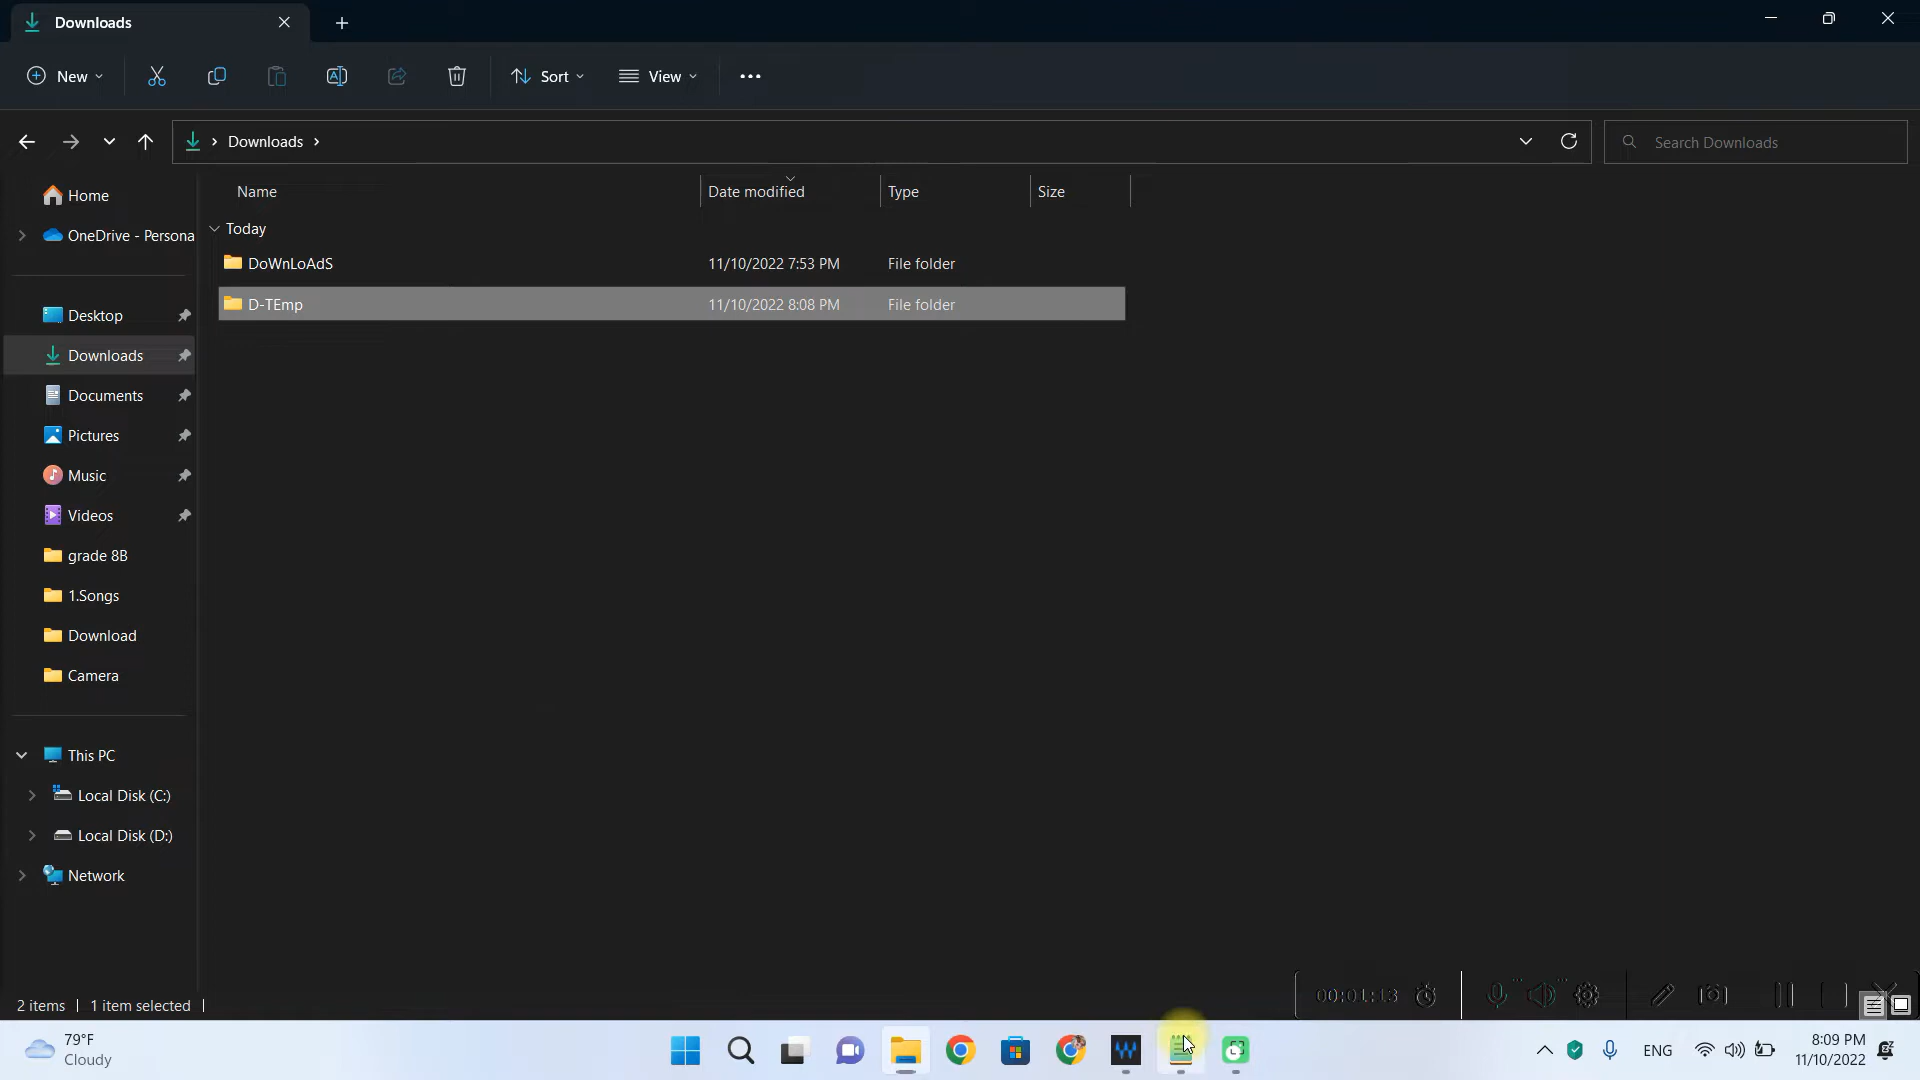 Downloads
New
Sort
View
Downloads
Search Downloads
Name
Date modified
Type
Size
Home
OneDrive - Persona
Today
DoWnLoAdS
11/10/2022 7:53 PM
File folder
D-TEmp
11/10/2022 8:08 PM
File folder
Desktop
Downloads
Documents
Pictures
Music
Videos
grade 8B
1.Songs
Download
Camera
This PC
Local Disk (C:)
Local Disk (D:)
Network
2 items
1 item selected
00:01:13
79°F
Cloudy
ENG
8:09 PM
11/10/2022